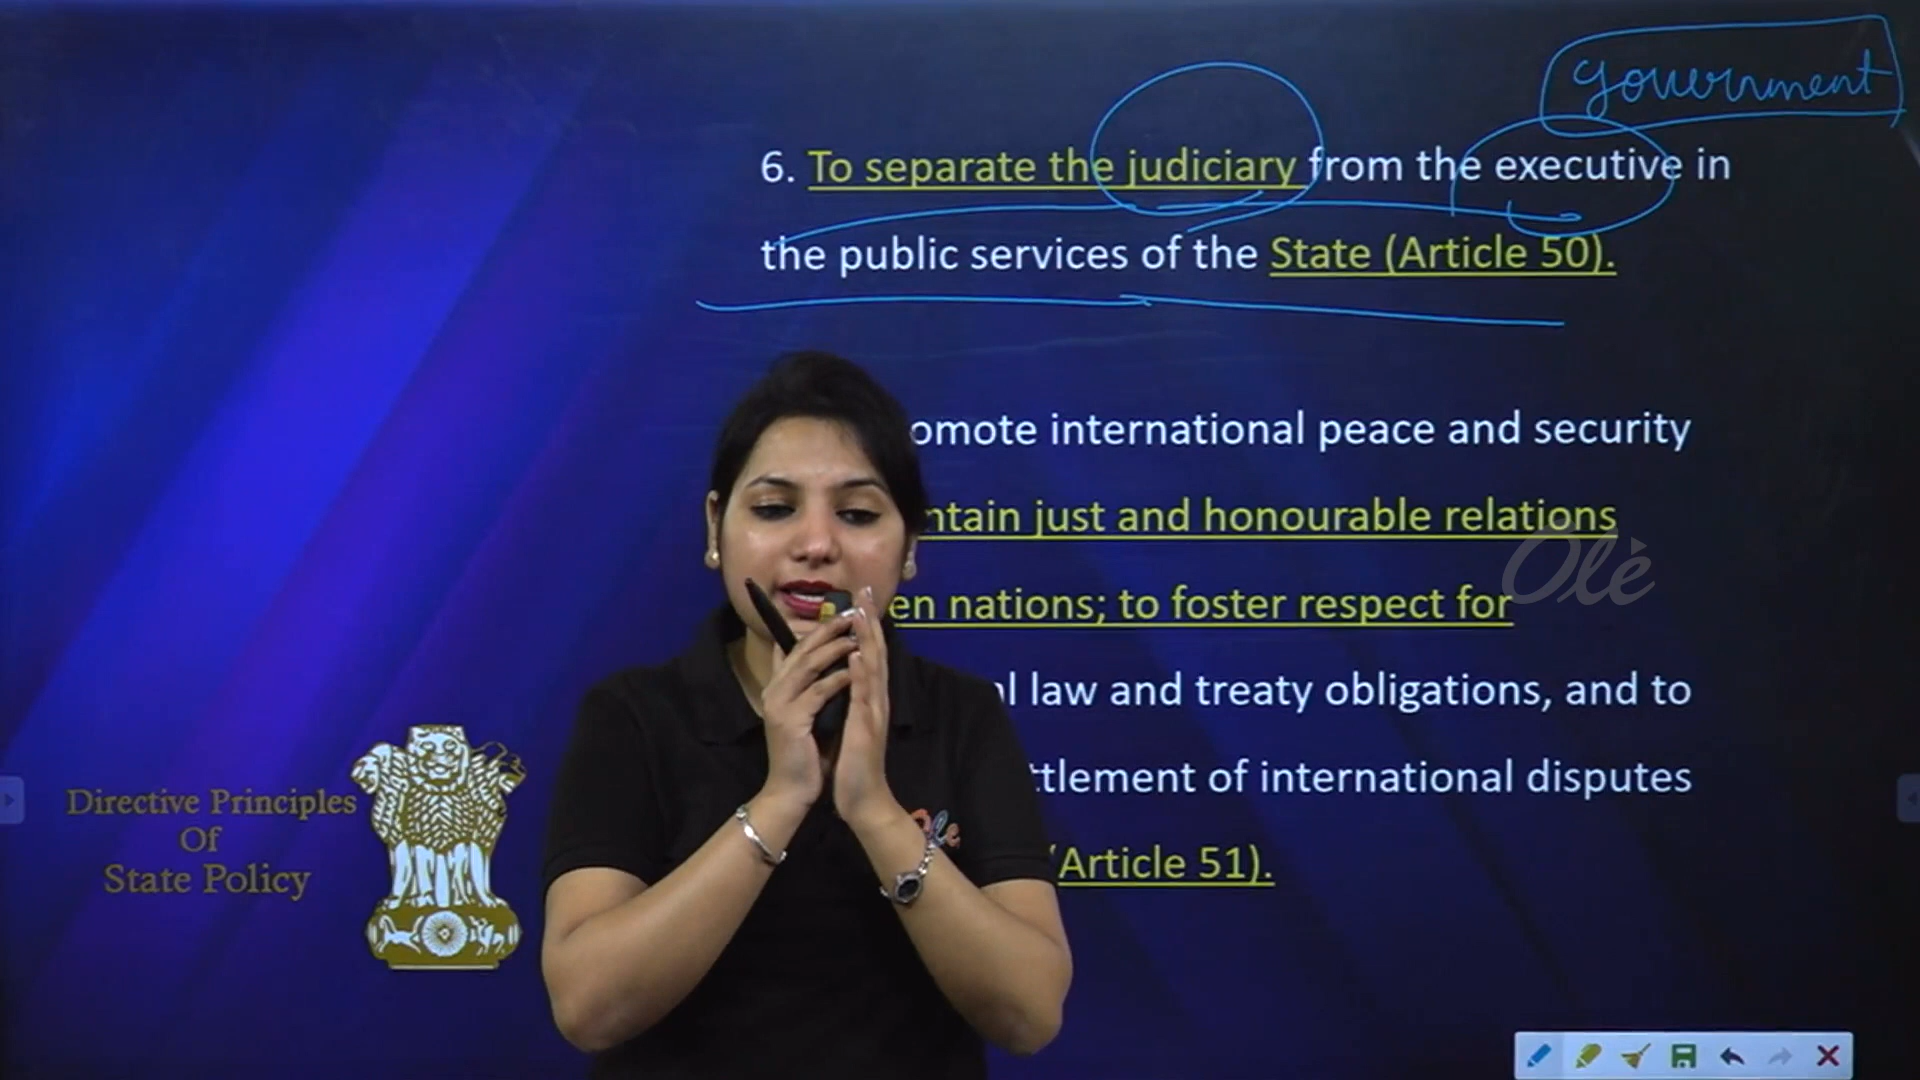 government
6. To separate the judiciary from the executive in
the public services of the State (Article 50).
omote international peace and security
ntain just and honourable relations
en nations; to foster respect for
Olè
l law and treaty obligations, and to
ttlement of international disputes
(Article 51).
Directive Principles
Of
State Policy
ole